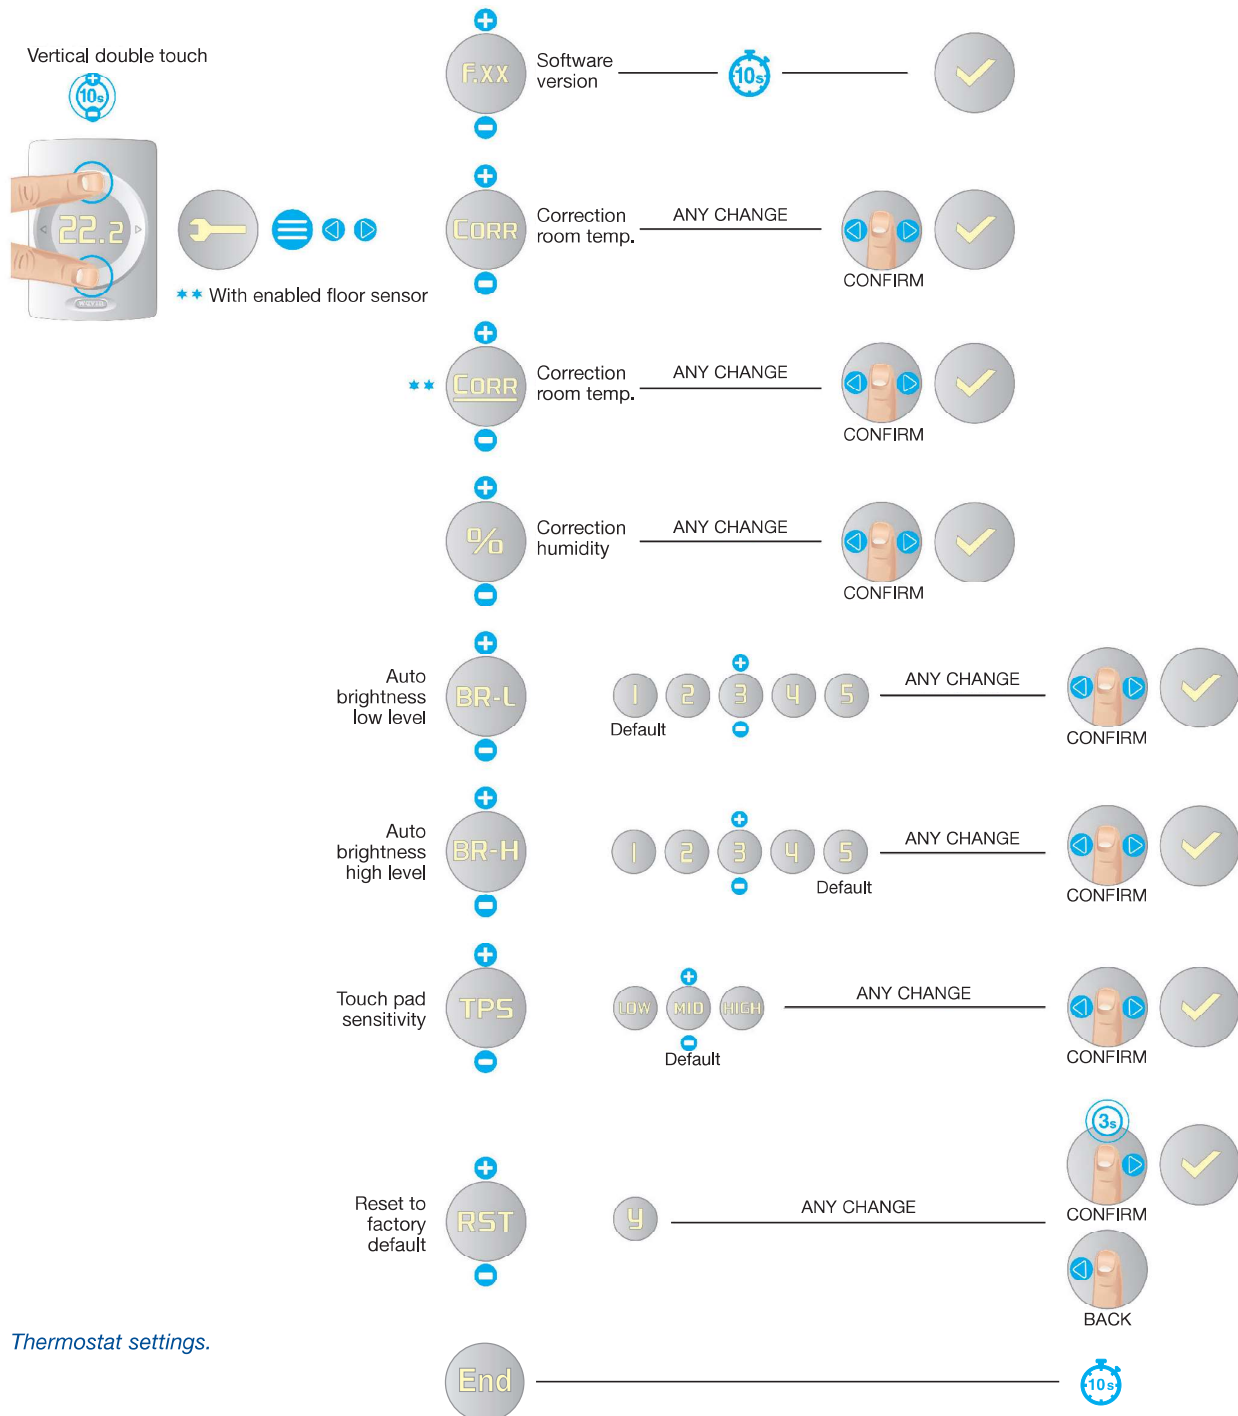 Vertical double touch
10s
22.2
With enabled floor sensor
F.XX
Software
version
10s
CORR
Correction
room temp.
ANY CHANGE
CONFIRM
CORR
Correction
room temp.
ANY CHANGE
CONFIRM
%
Correction
humidity
ANY CHANGE
CONFIRM
Auto
brightness
low level
BR-L
1 2 3 4 5
Default
ANY CHANGE
CONFIRM
Auto
brightness
high level
BR-H
1 2 3 4 5
Default
ANY CHANGE
CONFIRM
Touch pad
sensitivity
TPS
LOW MID HIGH
Default
ANY CHANGE
CONFIRM
Reset to
factory
default
RST
y
ANY CHANGE
3s
CONFIRM
BACK
Thermostat settings.
End
10s